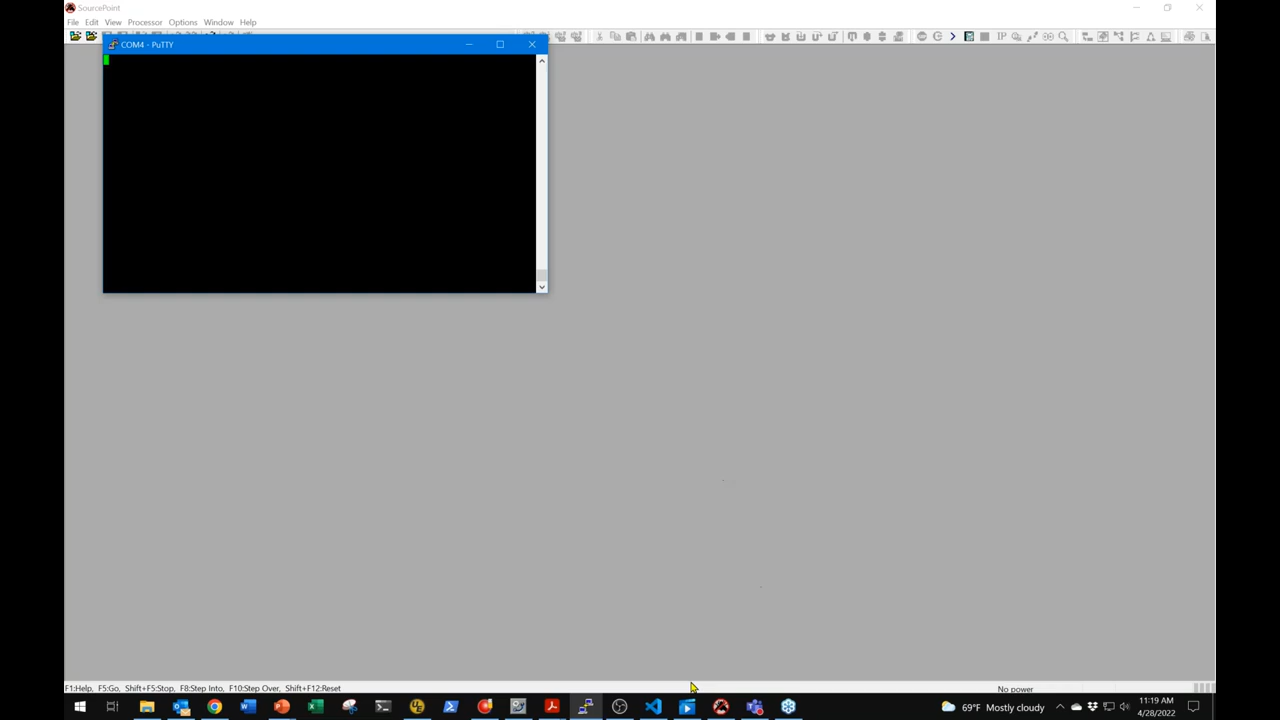 SourcePoint
File Edit View Processor Options Window Help
COM4 - PuTTY
IP
F1:Help, F5:Go, Shift+F5:Stop, F8:Step Into, F10:Step Over, Shift+F12:Reset
No power
69°F Mostly cloudy
11:19 AM
4/28/2022